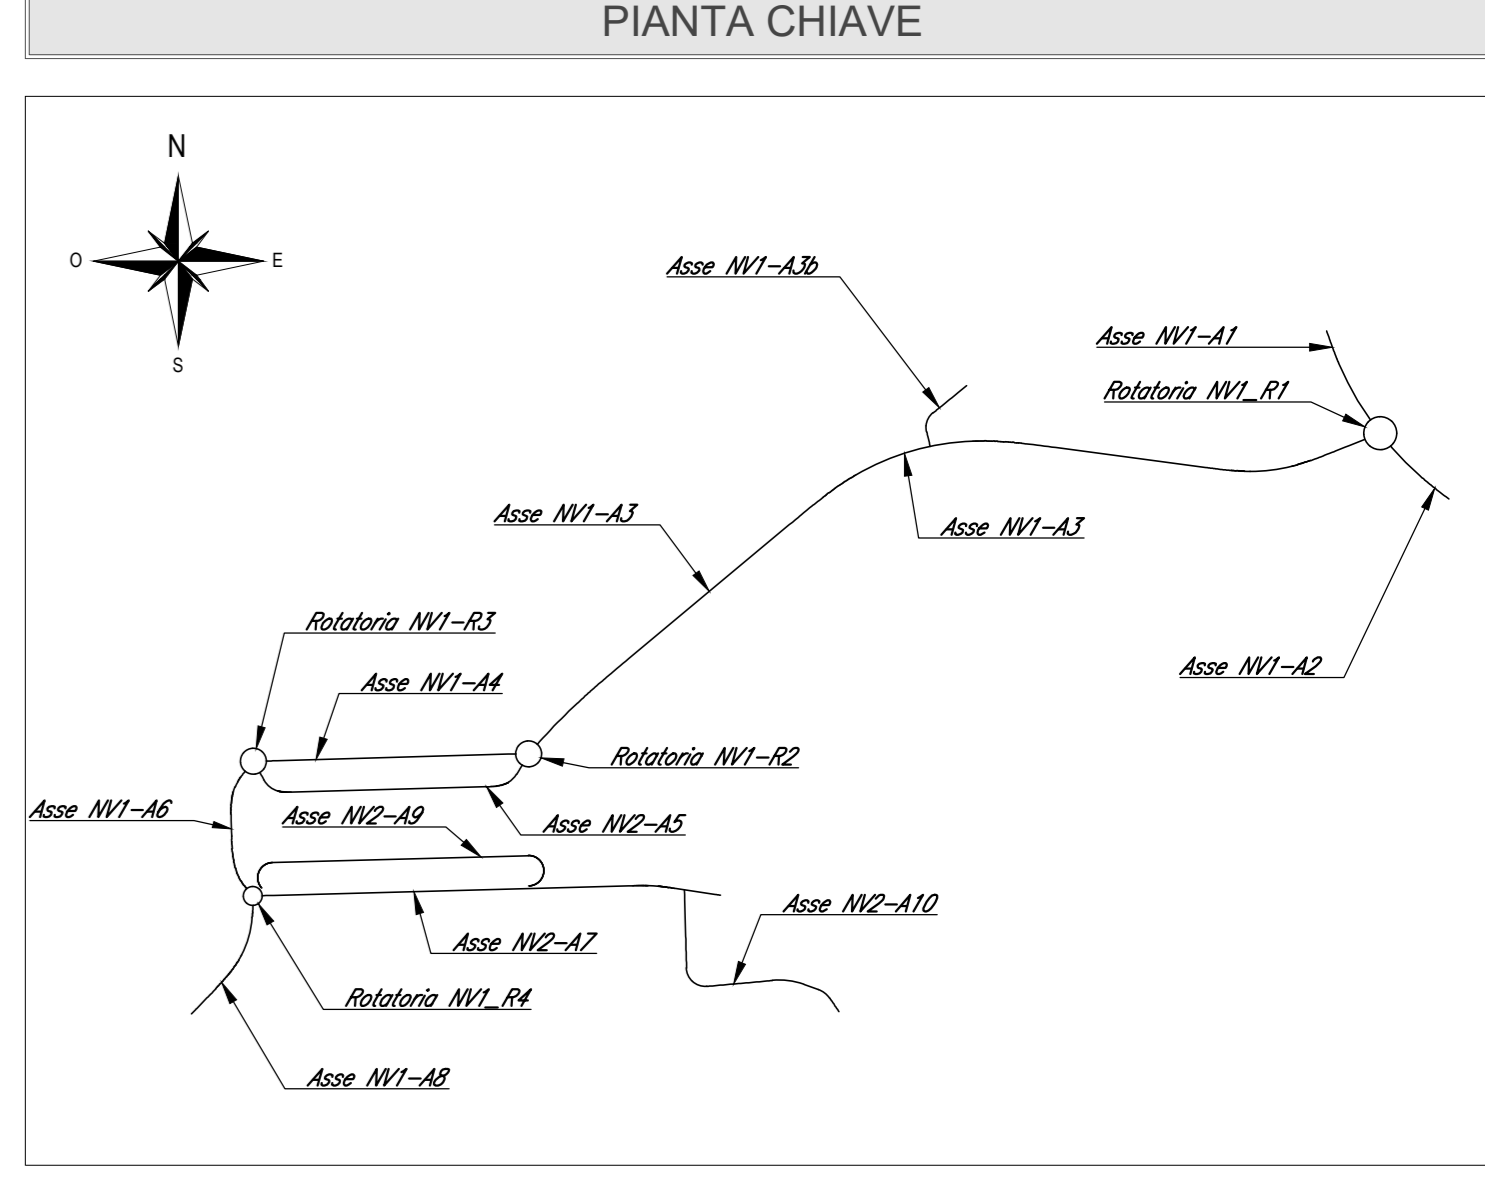 PIANTA CHIAVE
N
O
E
S
Asse NV1-A3b
Asse NV1-A1
Rotatoria NV1_R1
Asse NV1-A3
Asse NV1-A3
Rotatoria NV1-R3
Asse NV1-A2
Asse NV1-A4
Rotatoria NV1-R2
Asse NV1-A6
Asse NV2-A9
Asse NV2-A5
Asse NV2-A10
Asse NV2-A7
Rotatoria NV1_R4
Asse NV1-A8